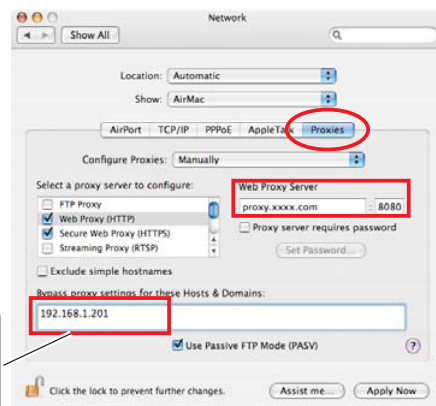 Network
Show All
Location: Automatic
Show: AirMac
AirPort TCP/IP PPPoE AppleTalk Proxies
Configure Proxies: Manually
Select a proxy server to configure:
FTP Proxy
Web Proxy (HTTP)
Secure Web Proxy (HTTPS)
Streaming Proxy (RTSP)
Web Proxy Server
proxy.xxxx.com : 8080
Proxy server requires password
Set Password...
Exclude simple hostnames
Bypass proxy settings for these Hosts & Domains:
192.168.1.201
Use Passive FTP Mode (PASV)
?
Click the lock to prevent further changes.
Assist me...
Apply Now